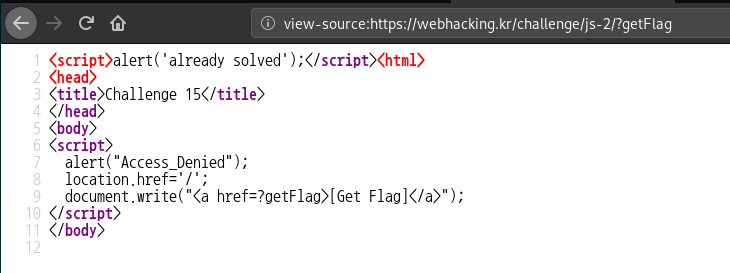 view-source:https://webhacking.kr/challenge/js-2/?getFlag
1 <script>alert('already solved');</script><html>
2 <head>
3 <title>Challenge 15</title>
4 </head>
5 <body>
6 <script>
7   alert("Access_Denied");
8   location.href='/';
9   document.write("<a href=?getFlag>[Get Flag]</a>");
10 </script>
11 </body>
12